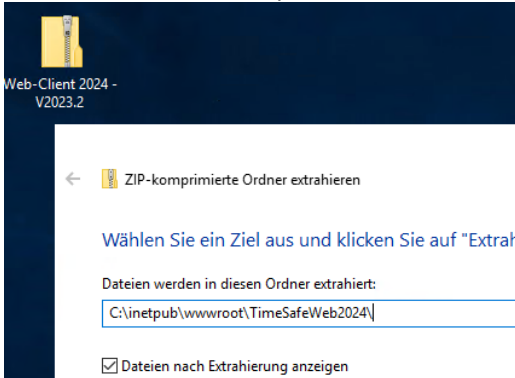 Web-Client 2024 -
V2023.2
ZIP-komprimierte Ordner extrahieren
Wählen Sie ein Ziel aus und klicken Sie auf "Extrah
Dateien werden in diesen Ordner extrahiert:
C:\inetpub\wwwroot\TimeSafeWeb2024\
Dateien nach Extrahierung anzeigen